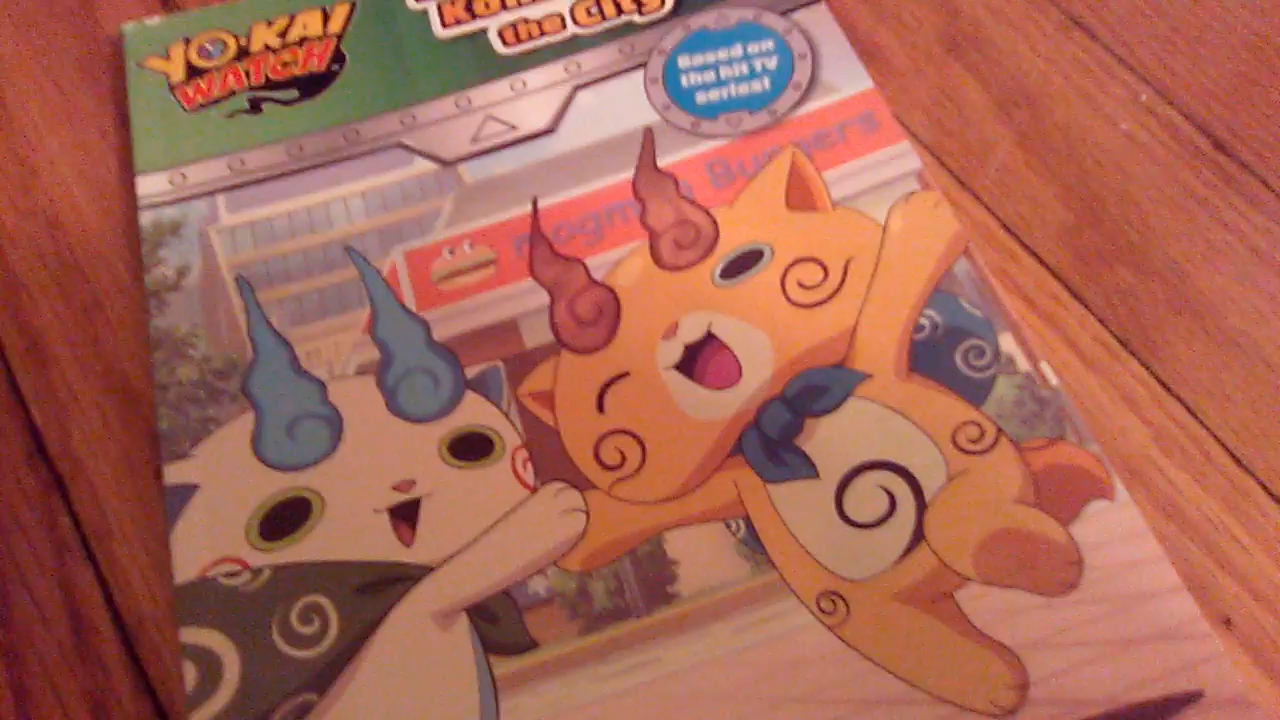 YO-KAI
WATCH
the City
Based on
the hit TV
series!
Burgers